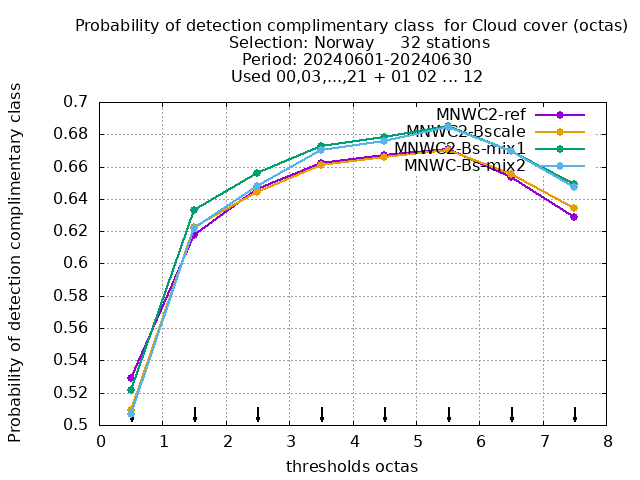 Probability of detection complimentary class  for Cloud cover (octas)
Selection: Norway     32 stations
Period: 20240601-20240630
Used 00,03,...,21 + 01 02 ... 12
Probability of detection complimentary class
0.7
0.68
0.66
0.64
0.62
0.6
0.58
0.56
0.54
0.52
0.5
MNWC2-ref
MNWC2-Bscale
MNWC2-Bs-mix1
MNWC-Bs-mix2
0 1 2 3 4 5 6 7 8
thresholds octas